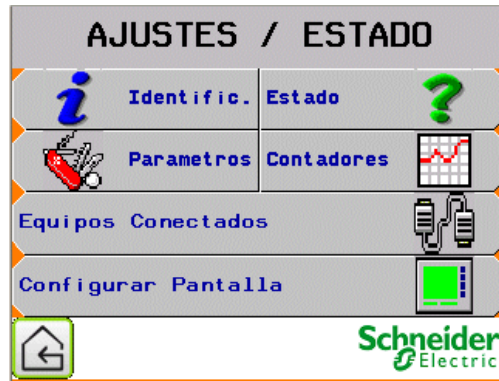 AJUSTES / ESTADO
Identific. Estado
Parametros Contadores
Equipos Conectados
Configurar Pantalla
Schneider
Electric